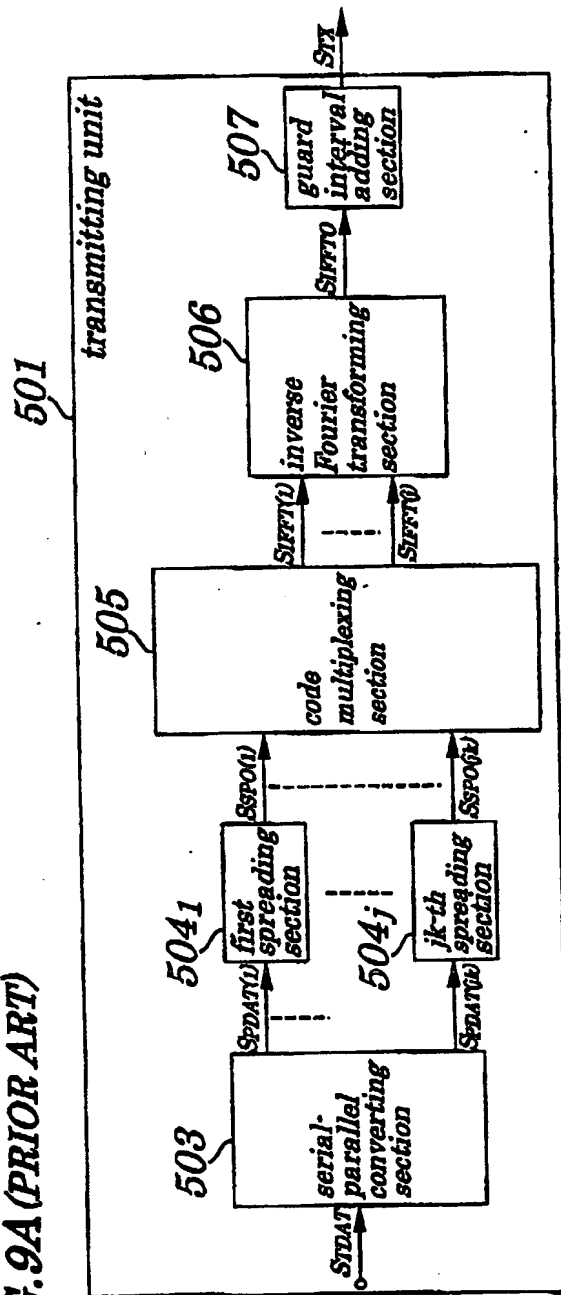 G.9A (PRIOR ART)
501
transmitting unit
STDAT
503
serial-
parallel
converting
section
SPDAT(1)
SPDAT(jk)
504₁
first
spreading
section
504j
jk-th
spreading
section
SSPO(1)
SSPO(jk)
505
code
multiplexing
section
SIFFT(1)
SIFFT(j)
506
inverse
Fourier
transforming
section
SIFFTO
507
guard
interval
adding
section
STX